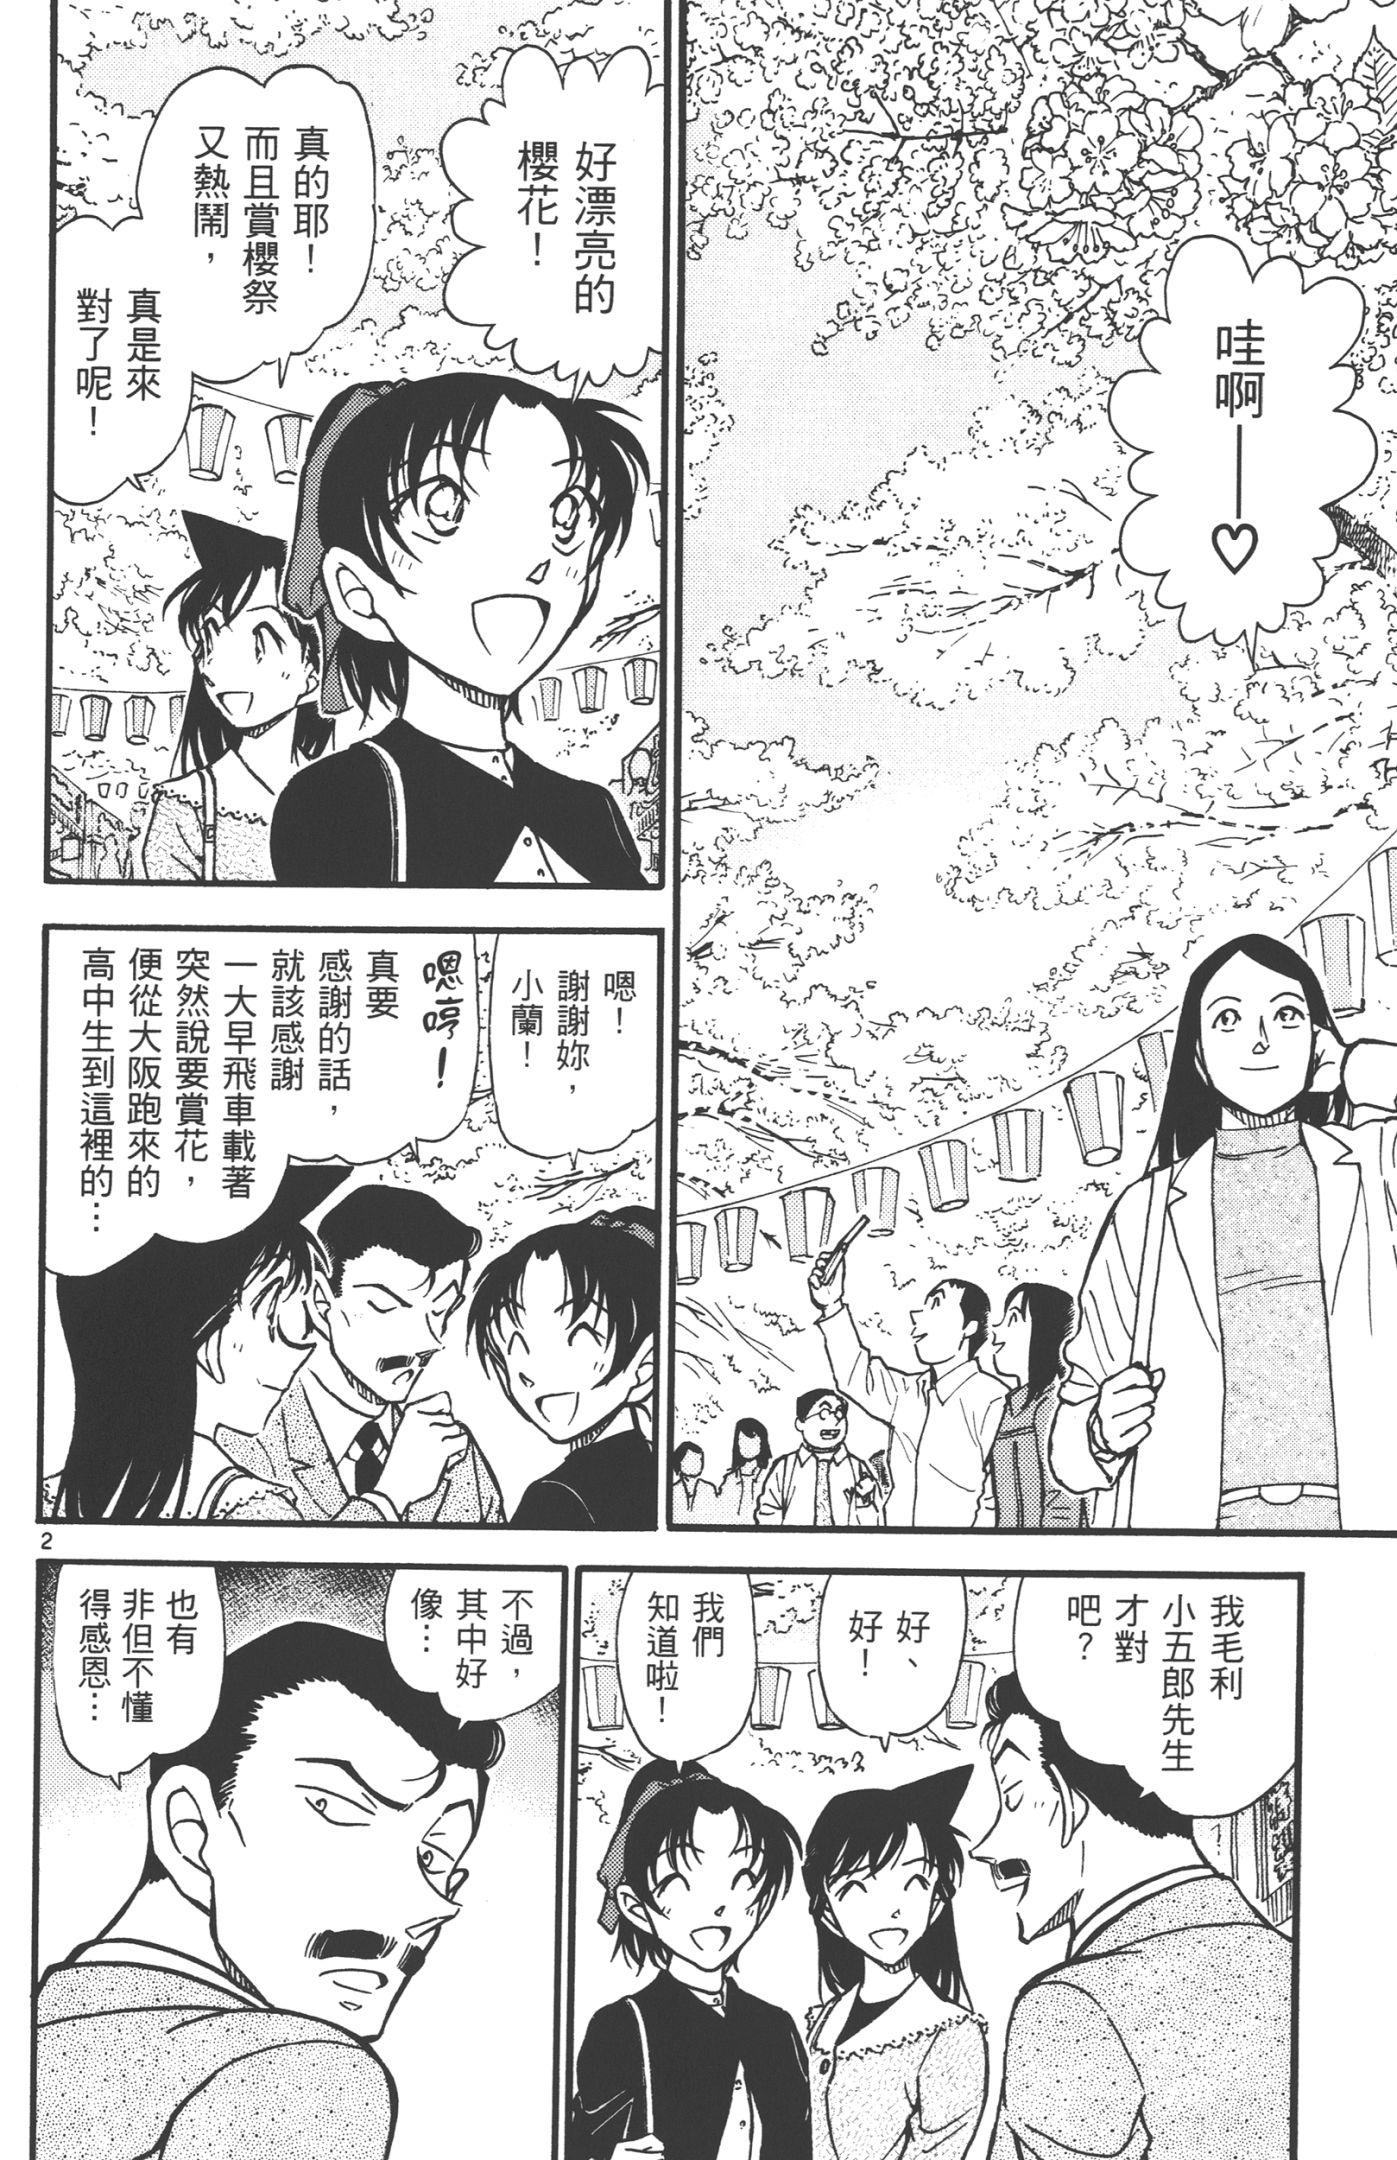 哇啊——♡
好漂亮的
櫻花！
真的耶！
而且賞櫻祭
又熱鬧，
真是來
對了呢！
嗯！
謝謝妳，
小蘭！
嗯哼！
真要
感謝的話，
就該感謝
一大早飛車載著
突然說要賞花，
便從大阪跑來的
高中生到這裡的…
2
我毛利
小五郎先生
才對
吧？
好、
好！
我們
知道啦！
不過，
其中好
像…
也有
非但不懂
得感恩…